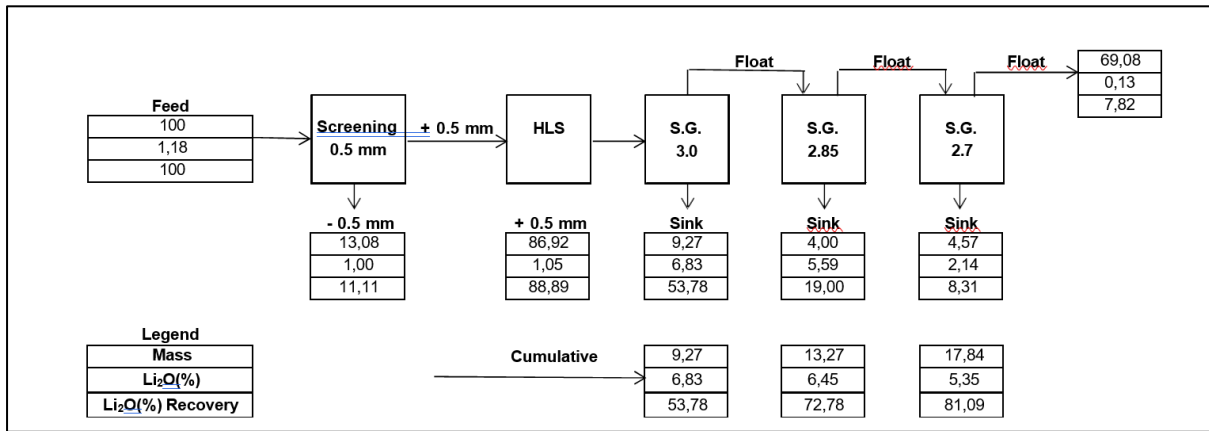 Float
Float
Float
69,08
0,13
7,82
Feed
100
1,18
100
Screening
0.5 mm
+ 0.5 mm
HLS
S.G.
3.0
S.G.
2.85
S.G.
2.7
- 0.5 mm
13,08
1,00
11,11
+ 0.5 mm
86,92
1,05
88,89
Sink
9,27
6,83
53,78
Sink
4,00
5,59
19,00
Sink
4,57
2,14
8,31
Legend
Mass
Li₂O(%)
Li₂O(%) Recovery
Cumulative
9,27
6,83
53,78
13,27
6,45
72,78
17,84
5,35
81,09